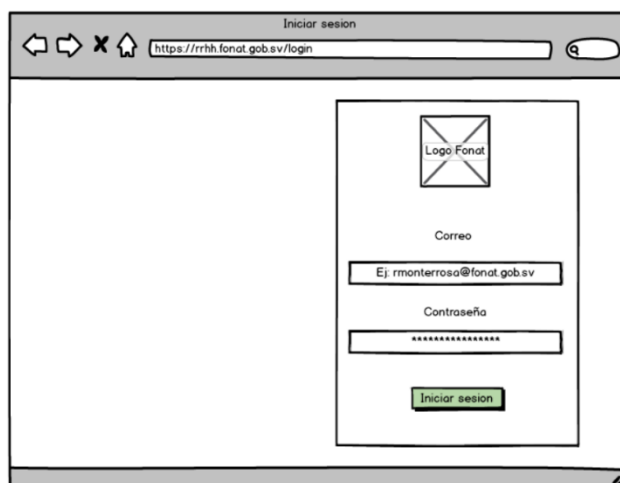 Iniciar sesion
https://rrhh.fonat.gob.sv/login
Logo Fonat
Correo
Ej: rmonterrosa@fonat.gob.sv
Contraseña
****************
Iniciar sesion